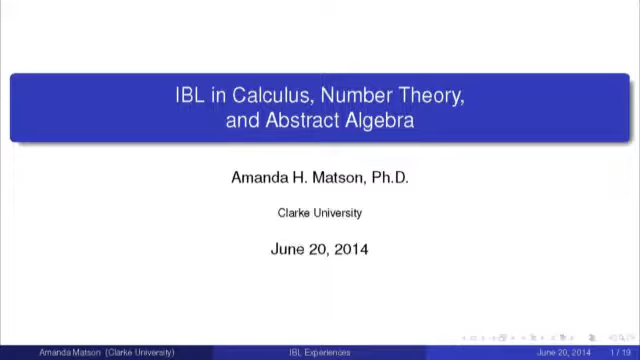 IBL in Calculus, Number Theory,
and Abstract Algebra
Amanda H. Matson, Ph.D.
Clarke University
June 20, 2014
Amanda Matson (Clarke University) IBL Experiences June 20, 2014 1 / 19